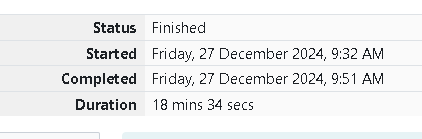 Status Finished
Started Friday, 27 December 2024, 9:32 AM
Completed Friday, 27 December 2024, 9:51 AM
Duration 18 mins 34 secs